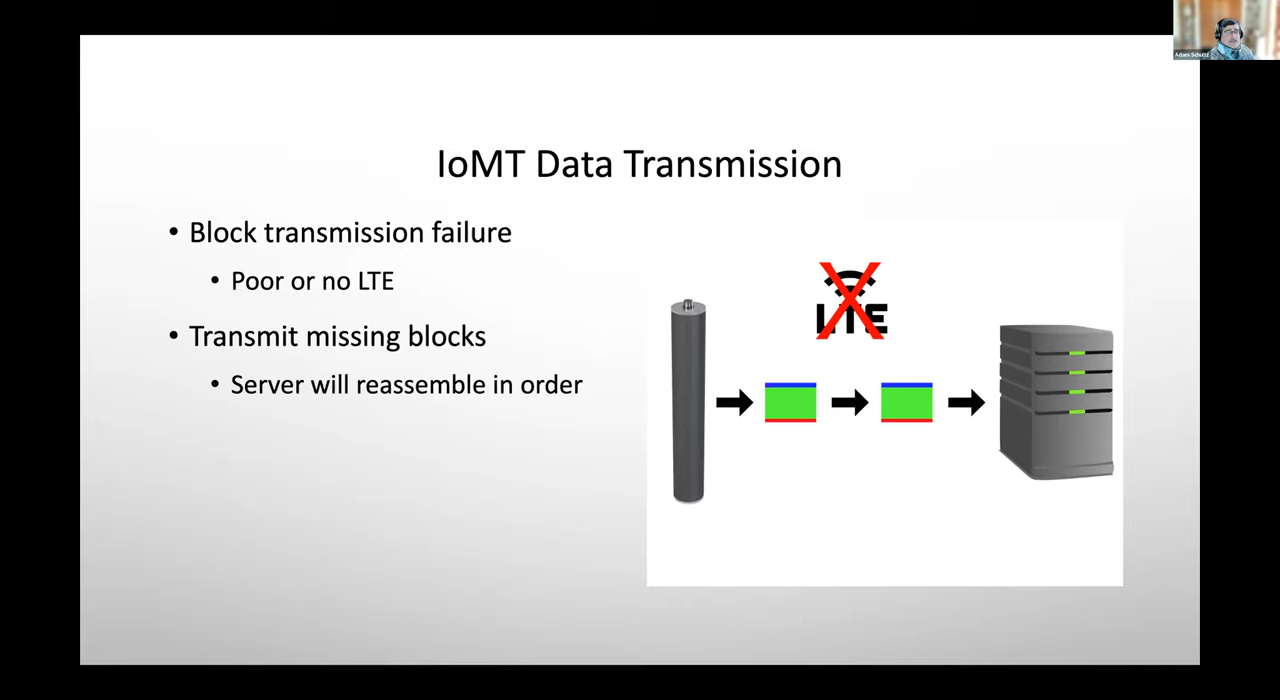 Adam Schultz
IoMT Data Transmission
• Block transmission failure
• Poor or no LTE
• Transmit missing blocks
• Server will reassemble in order
LTE